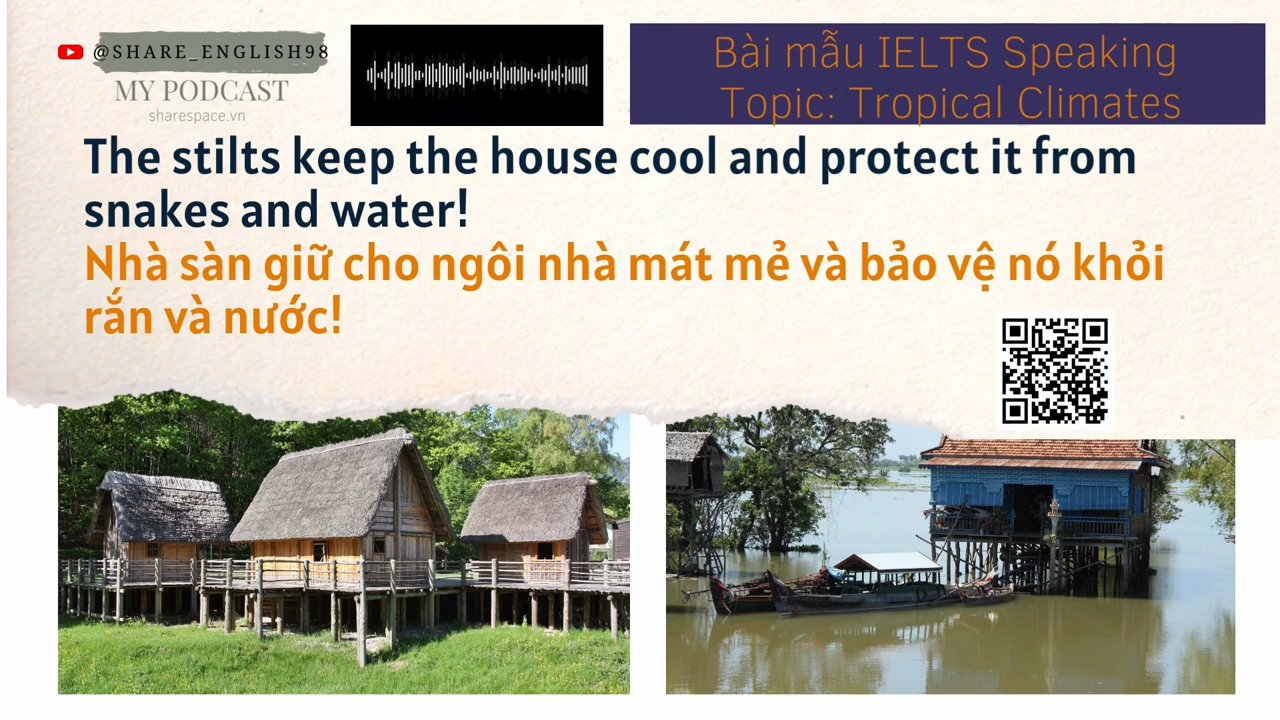 @SHARE_ENGLISH98
MY PODCAST
sharespace.vn
Bài mẫu IELTS Speaking
Topic: Tropical Climates
The stilts keep the house cool and protect it from
snakes and water!
Nhà sàn giữ cho ngôi nhà mát mẻ và bảo vệ nó khỏi
rắn và nước!